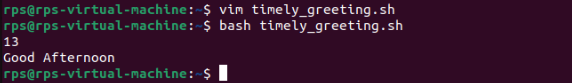 rps@rps-virtual-machine:~$ vim timely_greeting.sh
rps@rps-virtual-machine:~$ bash timely_greeting.sh
13
Good Afternoon
rps@rps-virtual-machine:~$